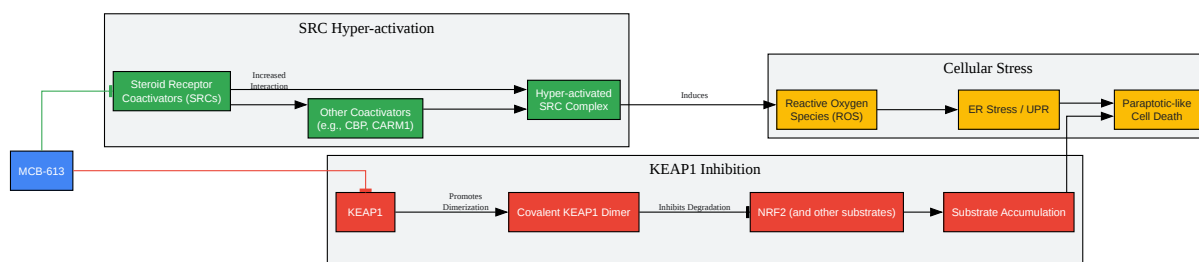 SRC Hyper-activation
Steroid Receptor
Coactivators (SRCs)
Increased
Interaction
Other Coactivators
(e.g., CBP, CARM1)
Hyper-activated
SRC Complex
Induces
Cellular Stress
Reactive Oxygen
Species (ROS)
ER Stress / UPR
Paraptotic-like
Cell Death
MCB-613
KEAP1 Inhibition
KEAP1
Promotes
Dimerization
Covalent KEAP1 Dimer
Inhibits Degradation
NRF2 (and other substrates)
Substrate Accumulation